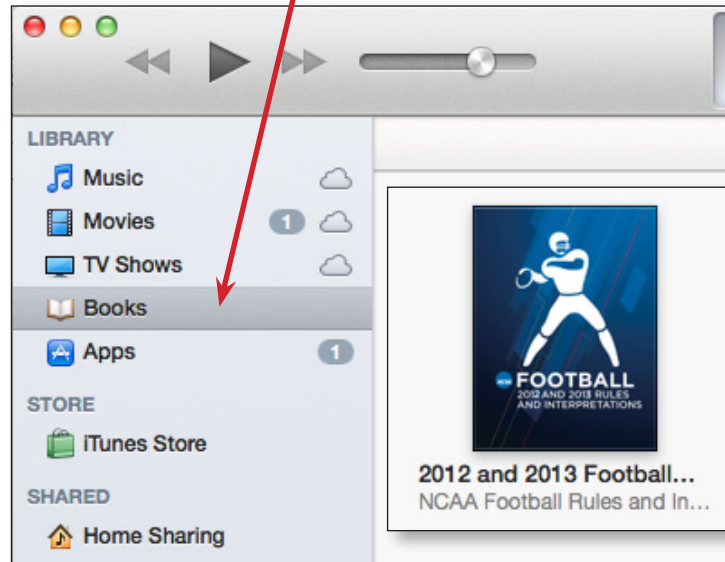 LIBRARY
Music
Movies 1
TV Shows
Books
Apps 1
STORE
iTunes Store
SHARED
Home Sharing
NCAA FOOTBALL
2012 AND 2013 RULES
AND INTERPRETATIONS
2012 and 2013 Football...
NCAA Football Rules and In...